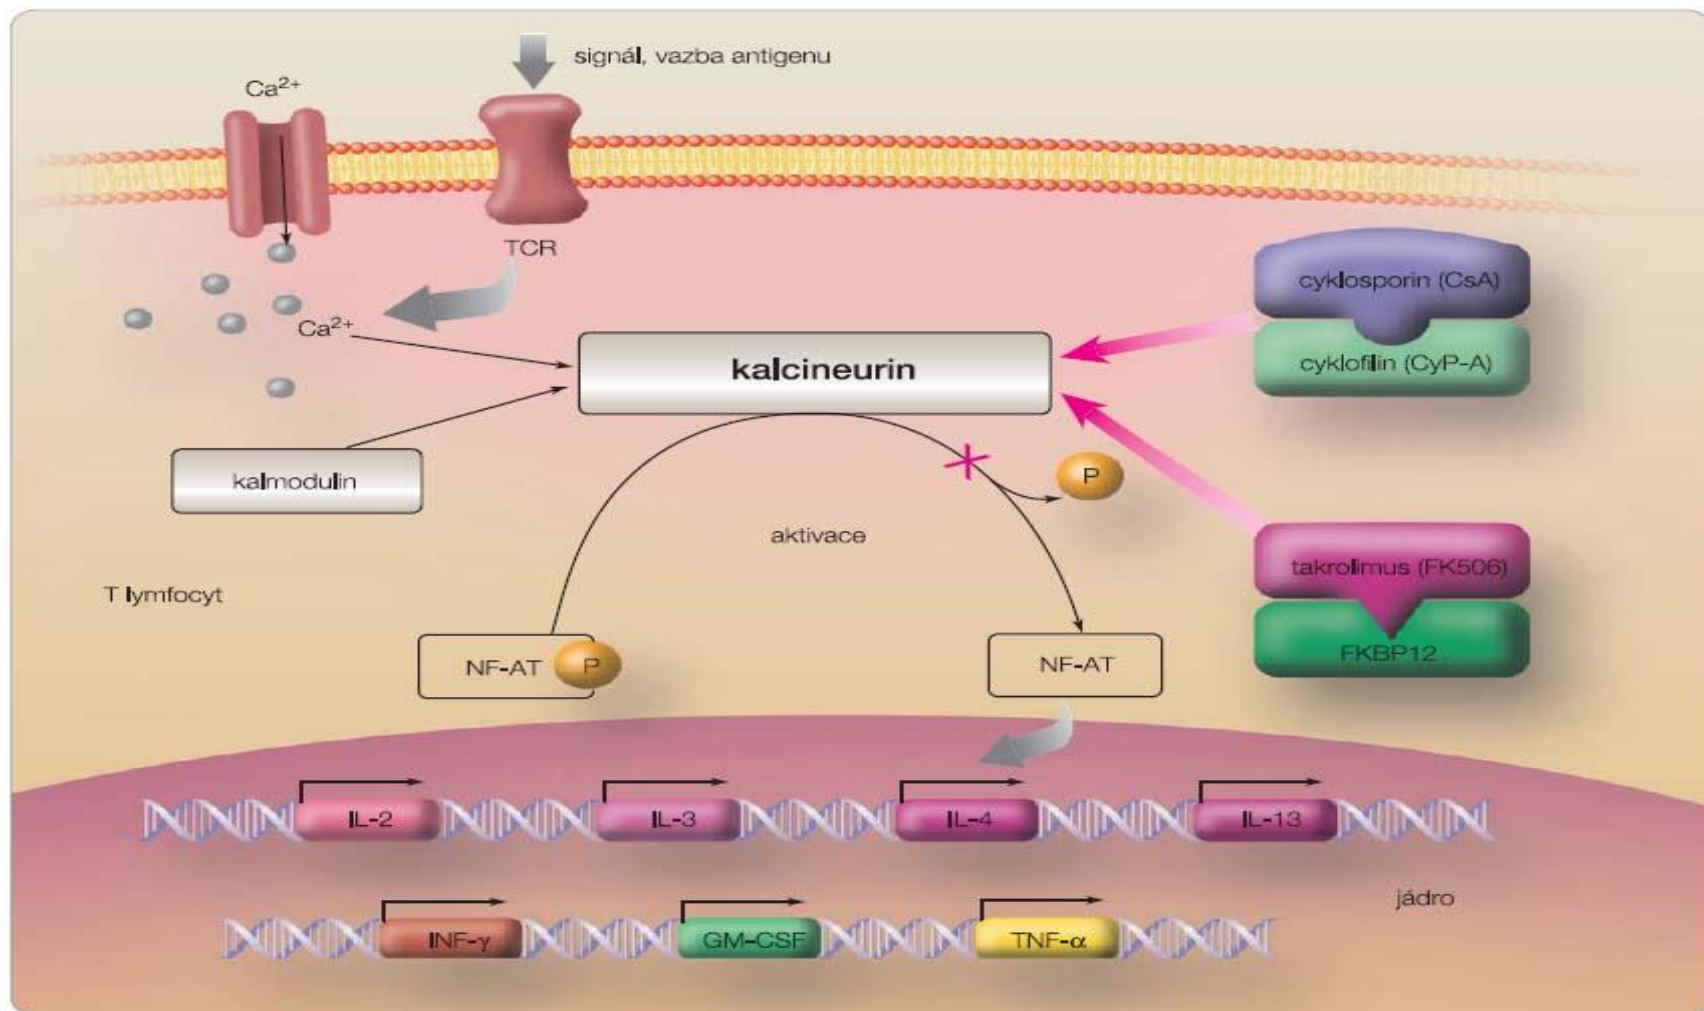 signál, vazba antigenu
Ca²⁺
TCR
Ca²⁺
cyklosporin (CsA)
cyklofilin (CyP-A)
kalcineurin
kalmodulin
P
aktivace
takrolimus (FK506)
FKBP12
T lymfocyt
NF-AT
P
NF-AT
IL-2
IL-3
IL-4
IL-13
jádro
INF-γ
GM-CSF
TNF-α